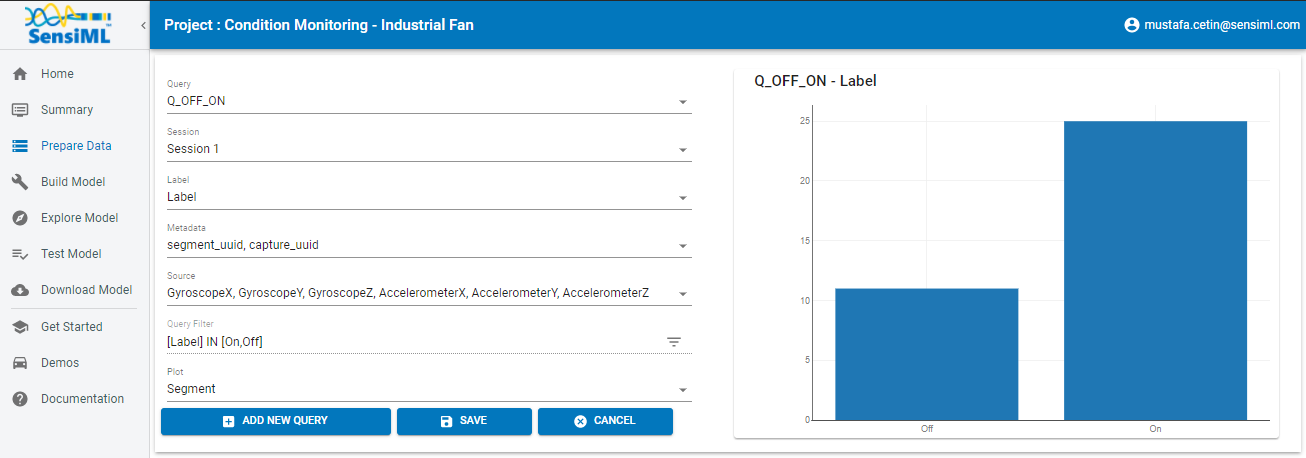 SensiML
Project : Condition Monitoring - Industrial Fan
mustafa.cetin@sensiml.com
Home
Summary
Prepare Data
Build Model
Explore Model
Test Model
Download Model
Get Started
Demos
Documentation
Query
Q_OFF_ON
Session
Session 1
Label
Label
Metadata
segment_uuid, capture_uuid
Source
GyroscopeX, GyroscopeY, GyroscopeZ, AccelerometerX, AccelerometerY, AccelerometerZ
Query Filter
[Label] IN [On,Off]
Plot
Segment
ADD NEW QUERY
SAVE
CANCEL
Q_OFF_ON - Label
25
20
15
10
5
0
Off
On